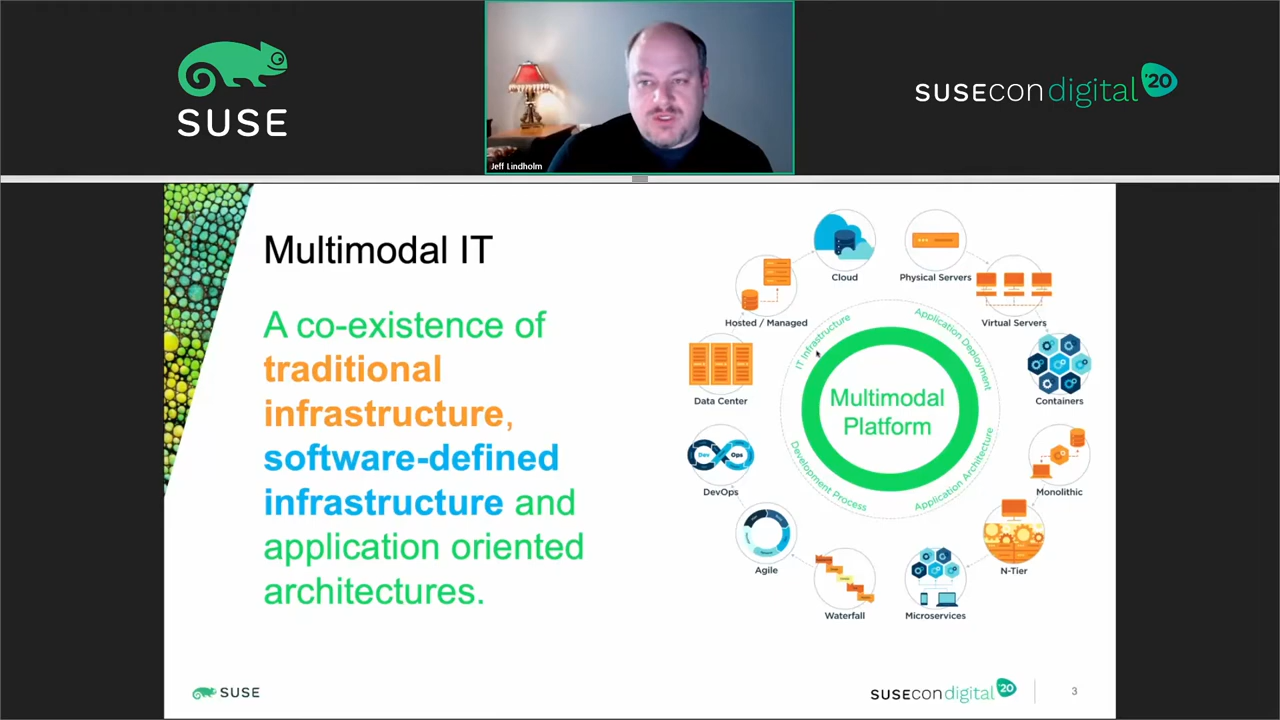 SUSE
Jeff Lindholm
SUSECON digital '20
Multimodal IT
A co-existence of
traditional
infrastructure,
software-defined
infrastructure and
application oriented
architectures.
Cloud
Physical Servers
Hosted / Managed
Virtual Servers
IT Infrastructure
Application Deployment
Data Center
Containers
Multimodal
Platform
Dev
Ops
DevOps
Development Process
Application Architecture
Monolithic
Agile
N-Tier
Waterfall
Microservices
SUSE
SUSECON digital '20
3